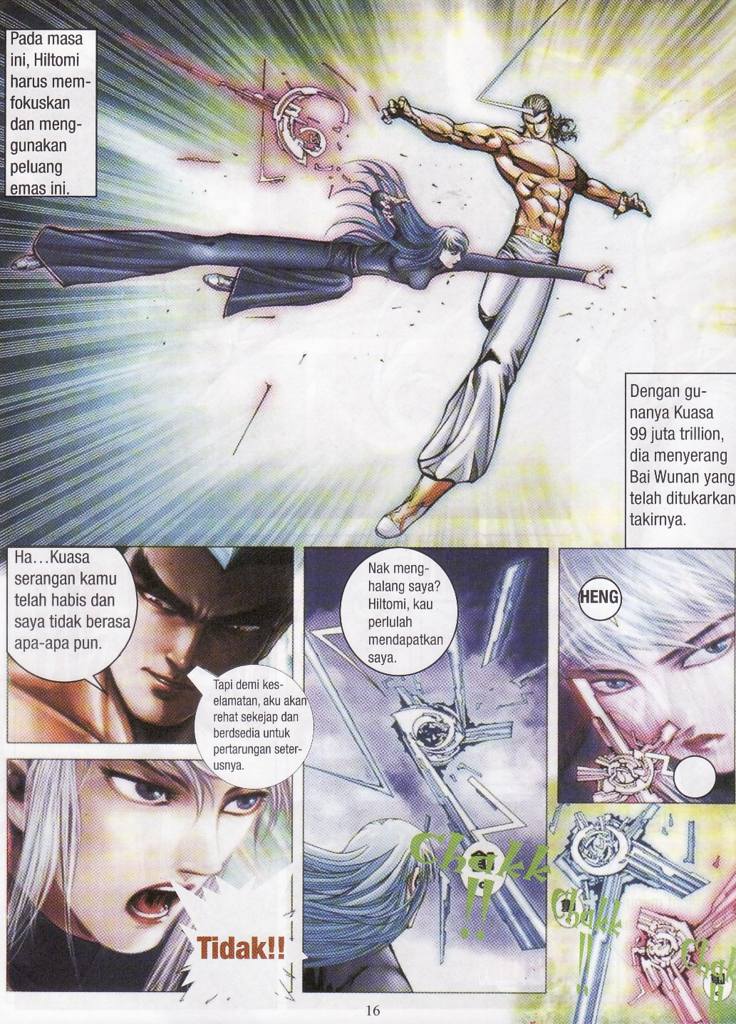 Pada masa
ini, Hiltomi
harus mem-
fokuskan
dan meng-
gunakan
peluang
emas ini.
Dengan gu-
nanya Kuasa
99 juta trillion,
dia menyerang
Bai Wunan yang
telah ditukarkan
takirnya.
Ha...Kuasa
serangan kamu
telah habis dan
saya tidak berasa
apa-apa pun.
Tapi demi kes-
elamatan, aku akan
rehat sekejap dan
berdsedia untuk
pertarungan seter-
usnya.
Nak meng-
halang saya?
Hiltomi, kau
perlulah
mendapatkan
saya.
HENG
Tidak!!
Chakk
!!
Chakk
!!
Chakk
!!
16